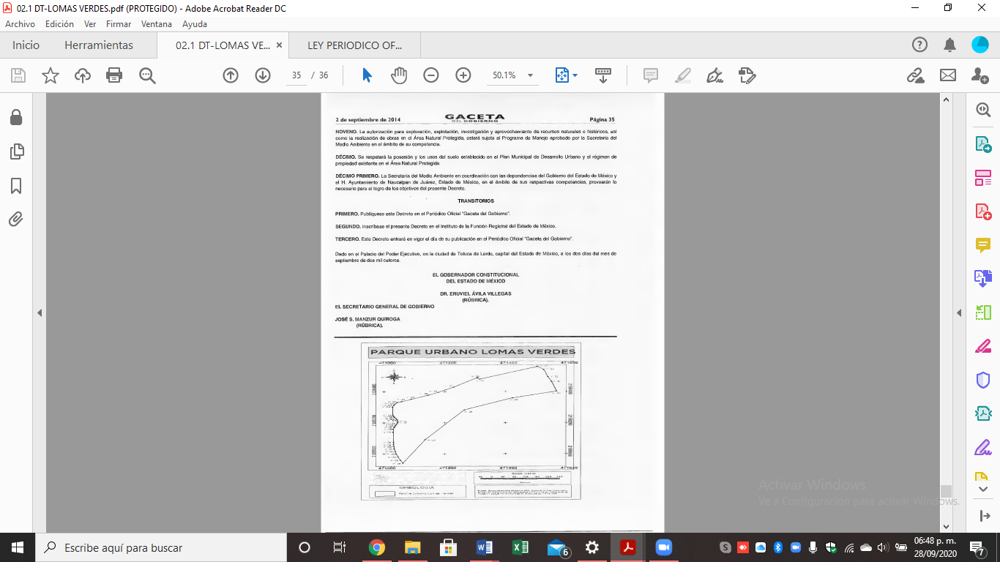 02.1 DT-LOMAS VERDES.pdf (PROTEGIDO) - Adobe Acrobat Reader DC
Archivo Edición Ver Firmar Ventana Ayuda
Inicio Herramientas 02.1 DT-LOMAS VE... × LEY PERIODICO OF...
35 / 36 50.1%
2 de septiembre de 2014 GACETA DEL GOBIERNO Página 35
NOVENO. La autorización para exploración, explotación, investigación y aprovechamiento de recursos naturales e históricos, así
como la realización de obras en el Área Natural Protegida, estará sujeta al Programa de Manejo aprobado por la Secretaría del
Medio Ambiente en el ámbito de su competencia.
DÉCIMO. Se respetará la posesión y los usos del suelo establecido en el Plan Municipal de Desarrollo Urbano y el régimen de
propiedad existente en el Área Natural Protegida.
DÉCIMO PRIMERO. La Secretaría del Medio Ambiente en coordinación con las dependencias del Gobierno del Estado de México y
el H. Ayuntamiento de Naucalpan de Juárez, Estado de México, en el ámbito de sus respectivas competencias, proveerán lo
necesario para el logro de los objetivos del presente Decreto.
TRANSITORIOS
PRIMERO. Publíquese este Decreto en el Periódico Oficial "Gaceta del Gobierno".
SEGUNDO. Inscríbase el presente Decreto en el Instituto de la Función Registral del Estado de México.
TERCERO. Este Decreto entrará en vigor el día de su publicación en el Periódico Oficial "Gaceta del Gobierno".
Dado en el Palacio del Poder Ejecutivo, en la ciudad de Toluca de Lerdo, capital del Estado de México, a los dos días del mes de
septiembre de dos mil catorce.
EL GOBERNADOR CONSTITUCIONAL
DEL ESTADO DE MÉXICO
DR. ERUVIEL ÁVILA VILLEGAS
(RÚBRICA).
EL SECRETARIO GENERAL DE GOBIERNO
JOSÉ S. MANZUR QUIROGA
(RÚBRICA).
PARQUE URBANO LOMAS VERDES
471000 471200 471400 471600
471000 471200 471400 471600
SIMBOLOGIA
Activar Windows
Ve a Configuración para activar Windows.
Escribe aquí para buscar
6
06:48 p. m.
28/09/2020
7